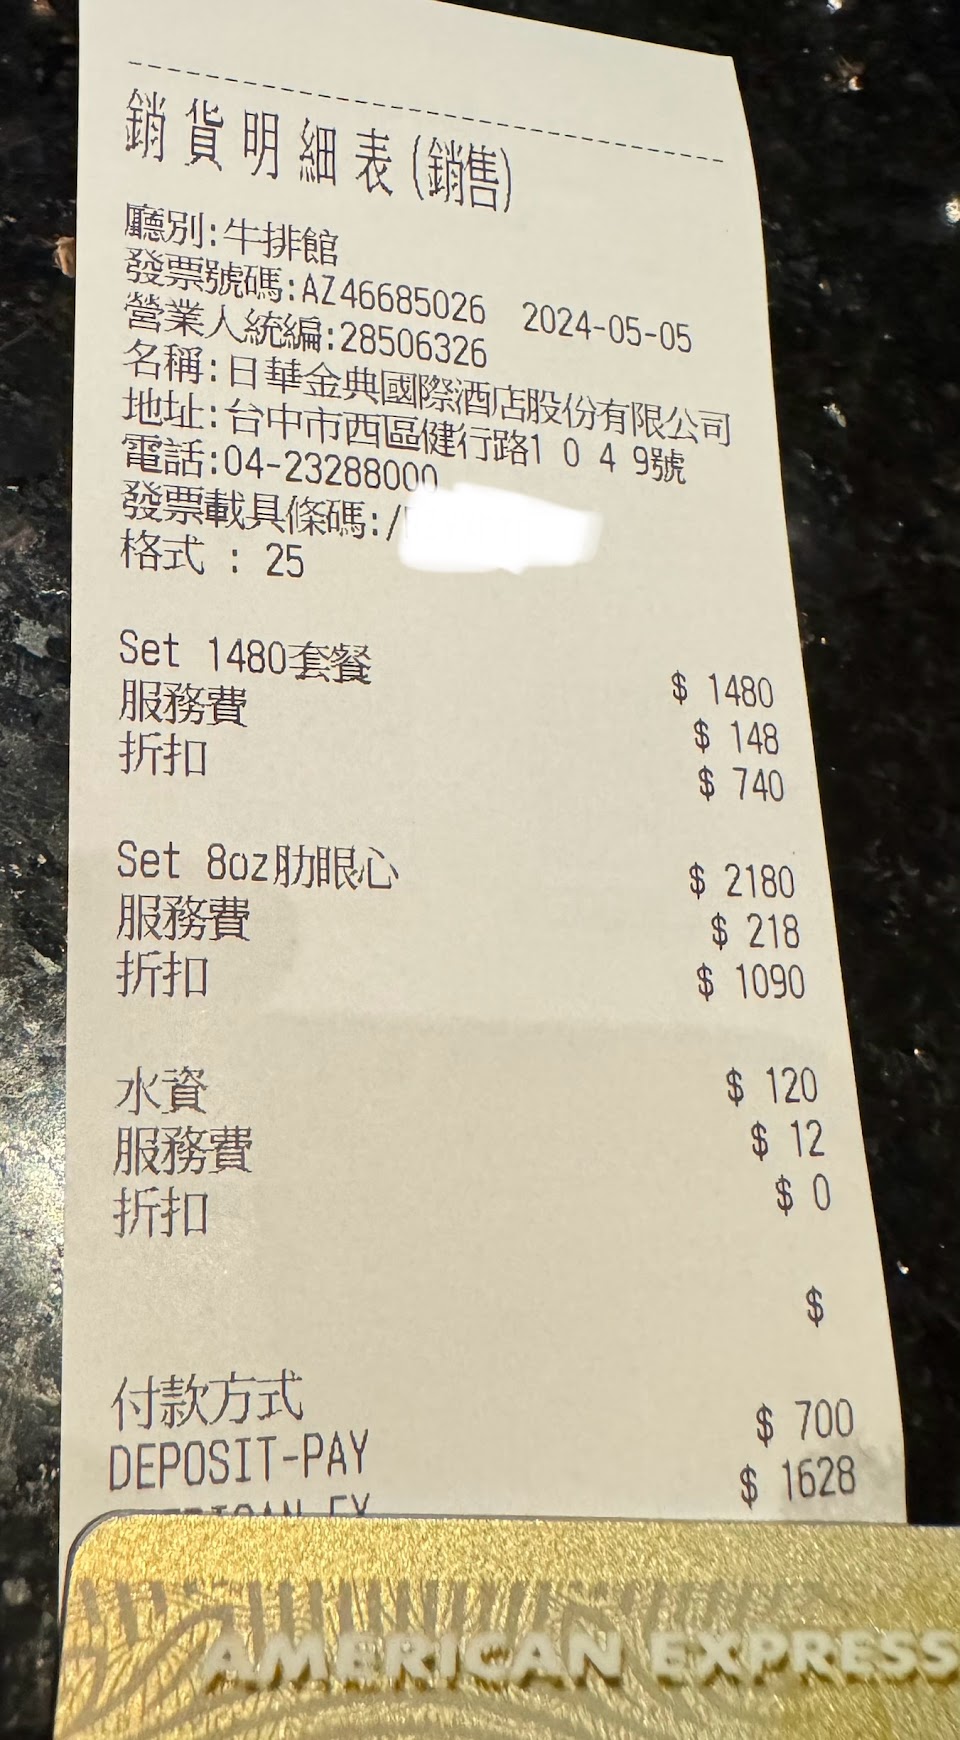 銷貨明細表(銷售)
廳別:牛排館
發票號碼:AZ46685026 2024-05-05
營業人統編:28506326
名稱:日華金典國際酒店股份有限公司
地址:台中市西區健行路1 0 4 9號
電話:04-23288000
發票載具條碼:/
格式 : 25
Set 1480套餐 $ 1480
服務費 $ 148
折扣 $ 740
Set 8oz肋眼心 $ 2180
服務費 $ 218
折扣 $ 1090
水資 $ 120
服務費 $ 12
折扣 $ 0
$
付款方式
DEPOSIT-PAY $ 700
$ 1628
AMERICAN EXPRESS